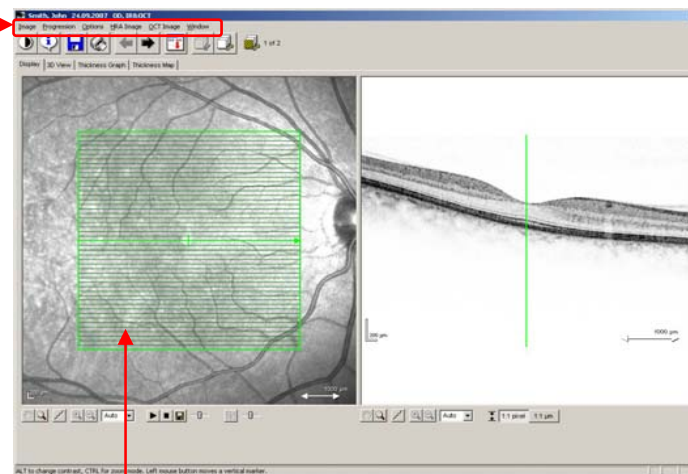 Smith, John 24.09.2007 OD, IR&OCT
Image Progression Options HRA Image OCT Image Window
1 of 2
Display 3D View Thickness Graph Thickness Map
200 µm
1000 µm
1000 µm
Auto
Auto
1:1 pixel 1:1 µm
ALT to change contrast, CTRL for zoom mode. Left mouse button moves a vertical marker.